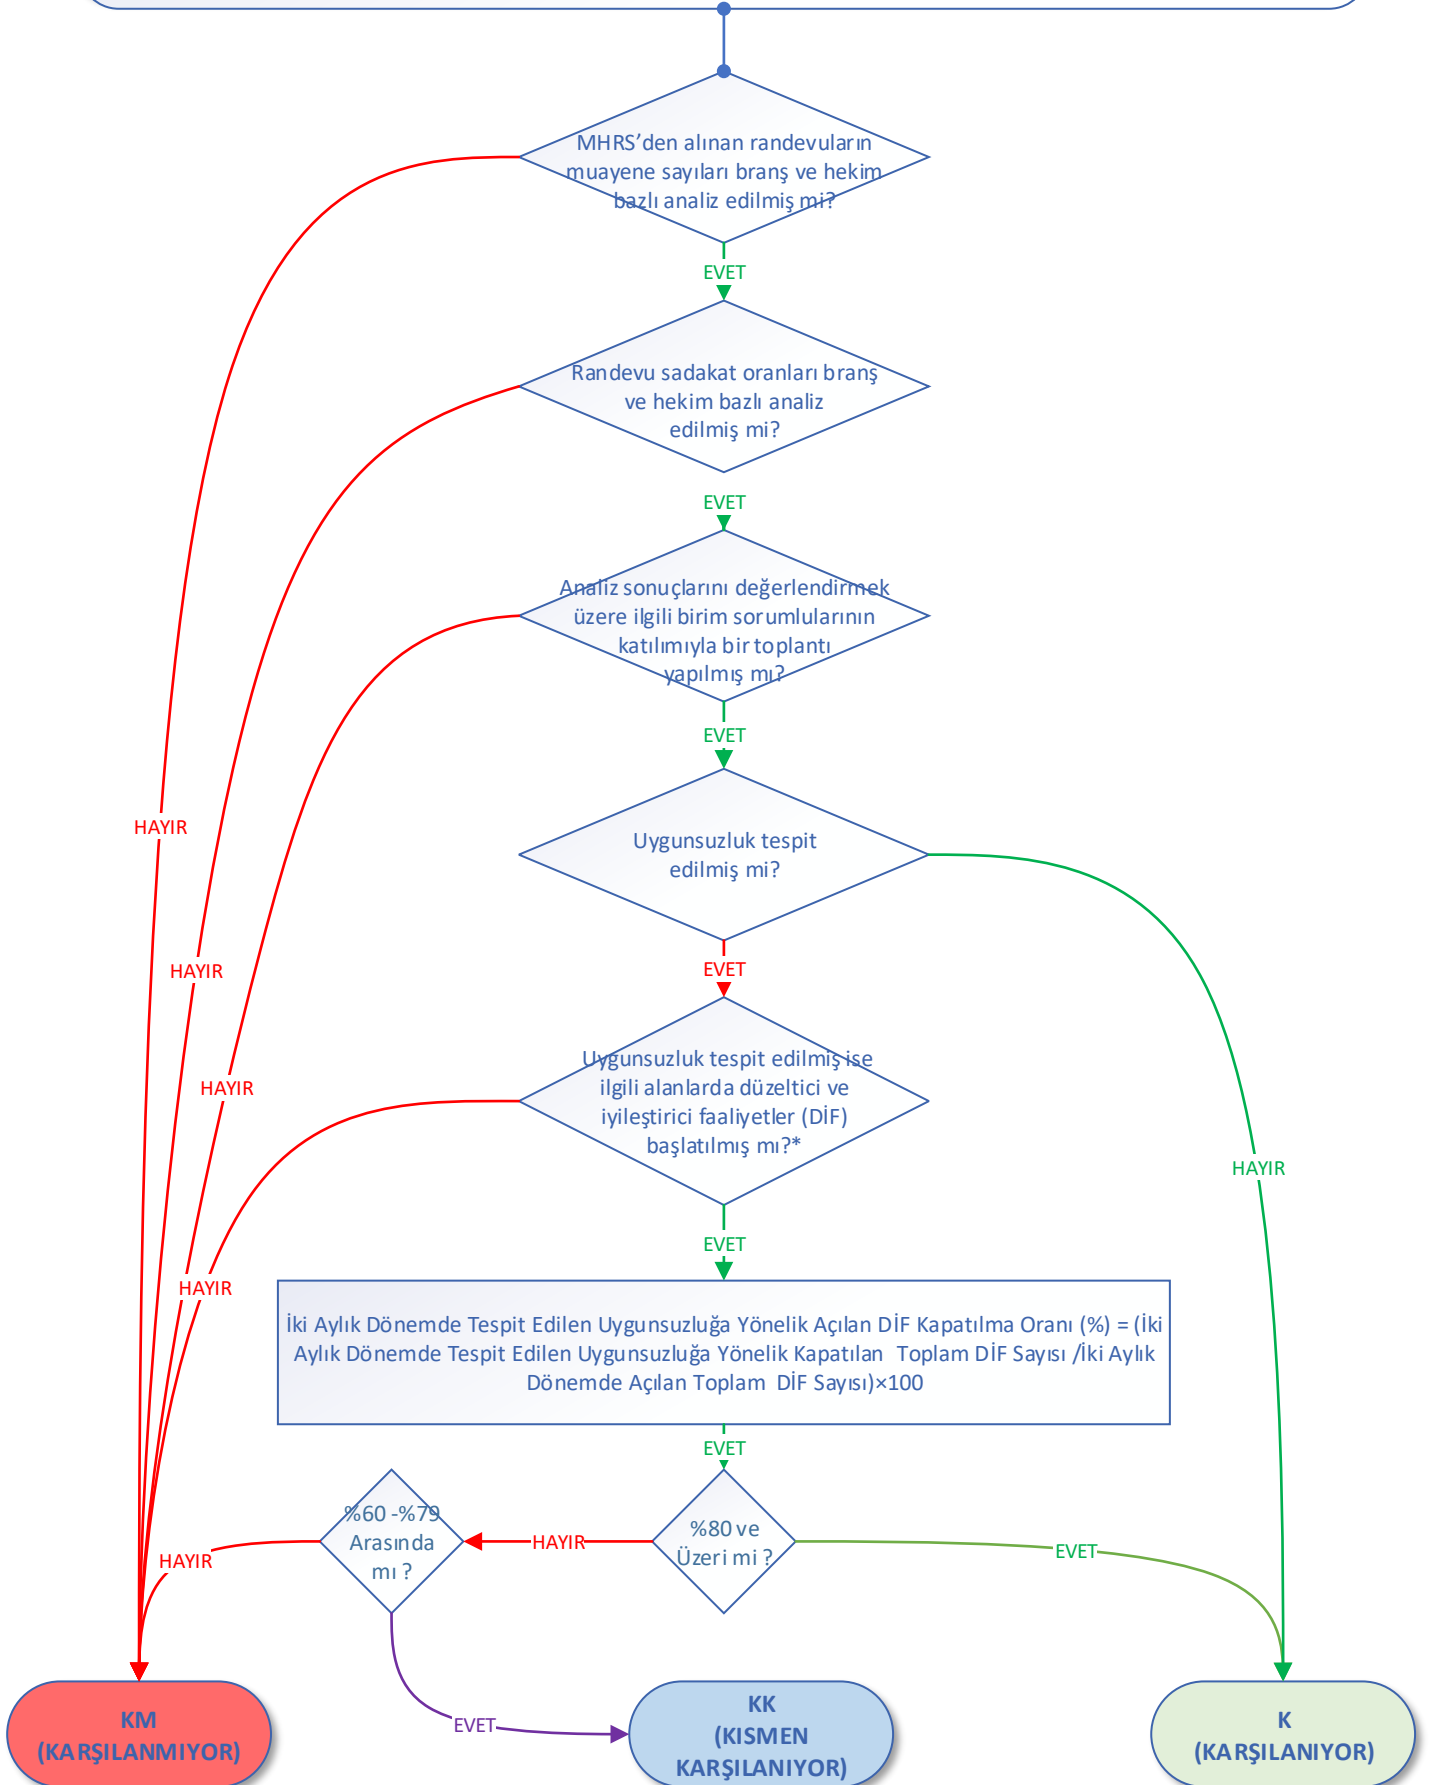 MHRS’den alınan randevuların
muayene sayıları branş ve hekim
bazlı analiz edilmiş mi?
EVET
Randevu sadakat oranları branş
ve hekim bazlı analiz
edilmiş mi?
EVET
Analiz sonuçlarını değerlendirmek
üzere ilgili birim sorumlularının
katılımıyla bir toplantı
yapılmış mı?
EVET
HAYIR
Uygunsuzluk tespit
edilmiş mi?
HAYIR
EVET
Uygunsuzluk tespit edilmiş ise
ilgili alanlarda düzeltici ve
iyileştirici faaliyetler (DİF)
başlatılmış mı?*
HAYIR
HAYIR
EVET
HAYIR
İki Aylık Dönemde Tespit Edilen Uygunsuzluğa Yönelik Açılan DİF Kapatılma Oranı (%) = (İki
Aylık Dönemde Tespit Edilen Uygunsuzluğa Yönelik Kapatılan Toplam DİF Sayısı /İki Aylık
Dönemde Açılan Toplam DİF Sayısı)×100
EVET
%60 -%79
Arasında
mı ?
HAYIR
%80 ve
Üzeri mi ?
EVET
HAYIR
EVET
KM
(KARŞILANMIYOR)
KK
(KISMEN
KARŞILANIYOR)
K
(KARŞILANIYOR)